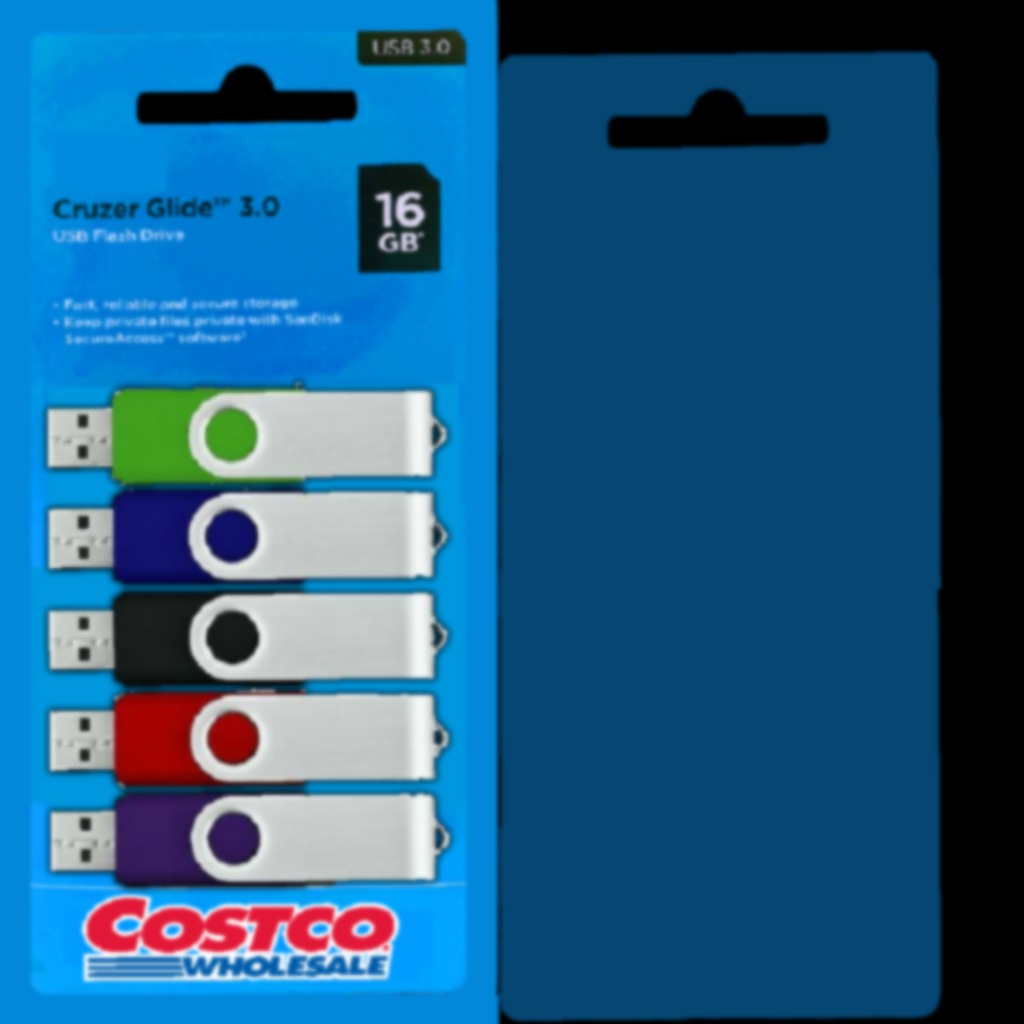 USB 3.0
Cruzer Glide™ 3.0
16
GB*
USB Flash Drive
• Fast, reliable and secure storage
• Keep private files private with SanDisk
SecureAccess™ software†
COSTCO
WHOLESALE